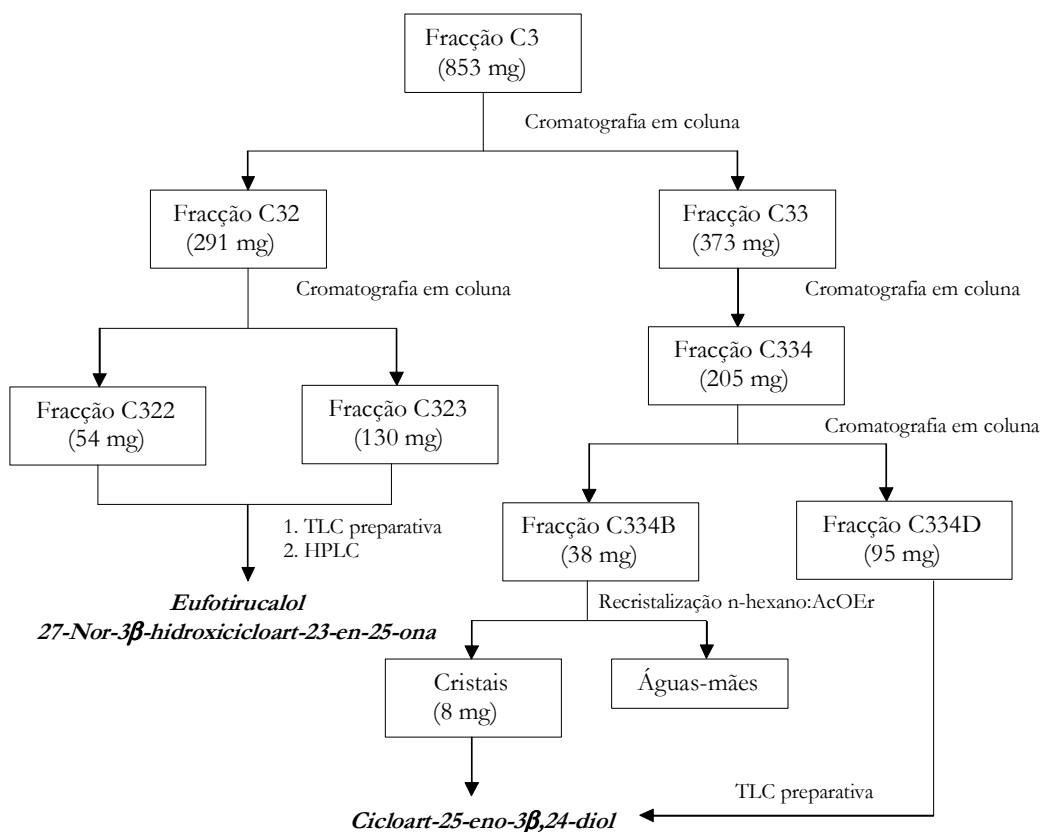 Fracção C3
(853 mg)
Cromatografia em coluna
Fracção C32
(291 mg)
Fracção C33
(373 mg)
Cromatografia em coluna
Cromatografia em coluna
Fracção C334
(205 mg)
Fracção C322
(54 mg)
Fracção C323
(130 mg)
Cromatografia em coluna
1. TLC preparativa
2. HPLC
Fracção C334B
(38 mg)
Fracção C334D
(95 mg)
Eufotirucalol
27-Nor-3β-hidroxicicloart-23-en-25-ona
Recristalização n-hexano:AcOEr
Cristais
(8 mg)
Águas-mães
TLC preparativa
Cicloart-25-eno-3β,24-diol